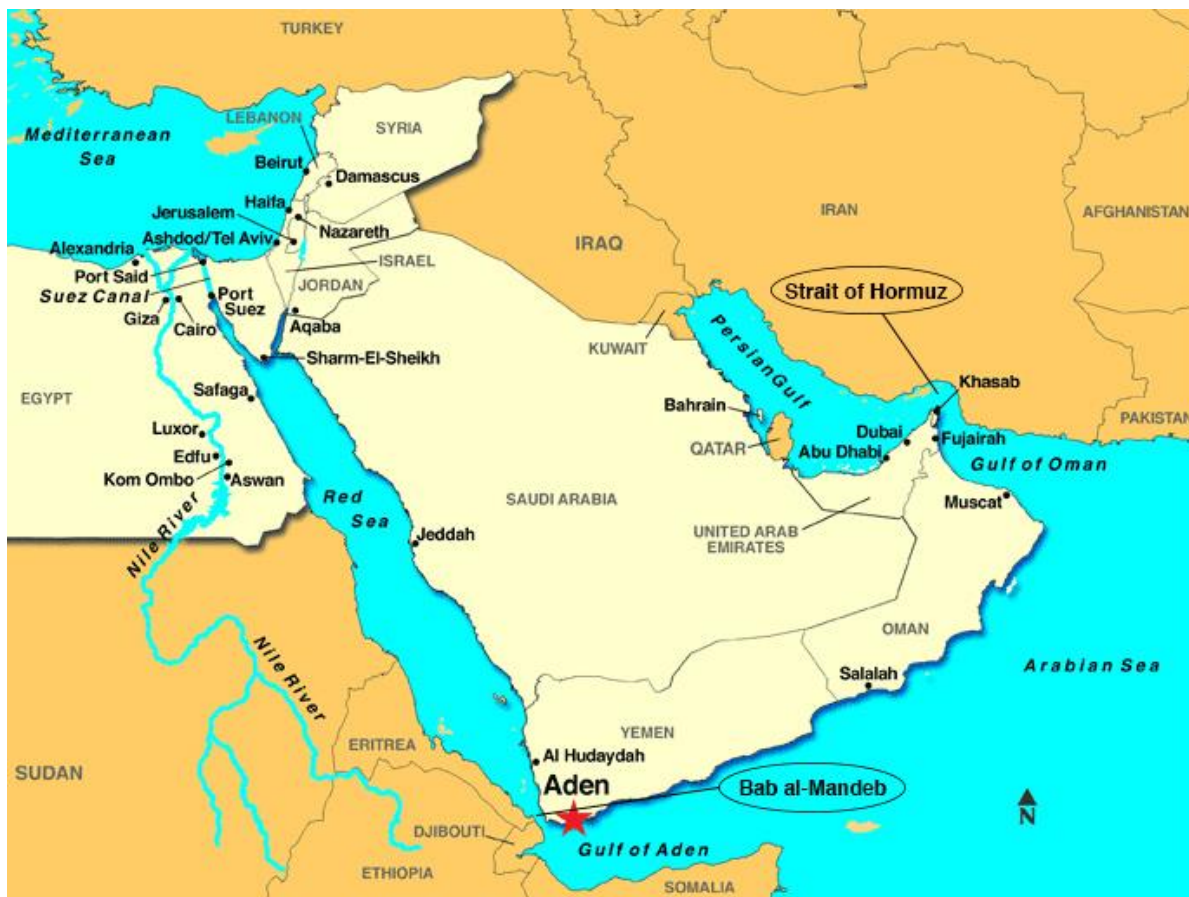 TURKEY
Mediterranean
Sea
LEBANON
SYRIA
Beirut
Damascus
Haifa
Jerusalem
Nazareth
Ashdod/Tel Aviv
Alexandria
ISRAEL
Port Said
JORDAN
Suez Canal
Port
Suez
Giza
Cairo
Aqaba
Sharm-El-Sheikh
IRAQ
IRAN
AFGHANISTAN
Strait of Hormuz
KUWAIT
Persian Gulf
Khasab
PAKISTAN
Bahrain
QATAR
Dubai
Abu Dhabi
Fujairah
Gulf of Oman
Muscat
EGYPT
Safaga
Luxor
Edfu
Kom Ombo
Aswan
Nile River
Red
Sea
Jeddah
SAUDI ARABIA
UNITED ARAB
EMIRATES
OMAN
Salalah
Arabian Sea
Nile River
SUDAN
ERITREA
YEMEN
Al Hudaydah
Aden
Bab al-Mandeb
N
DJIBOUTI
Gulf of Aden
ETHIOPIA
SOMALIA